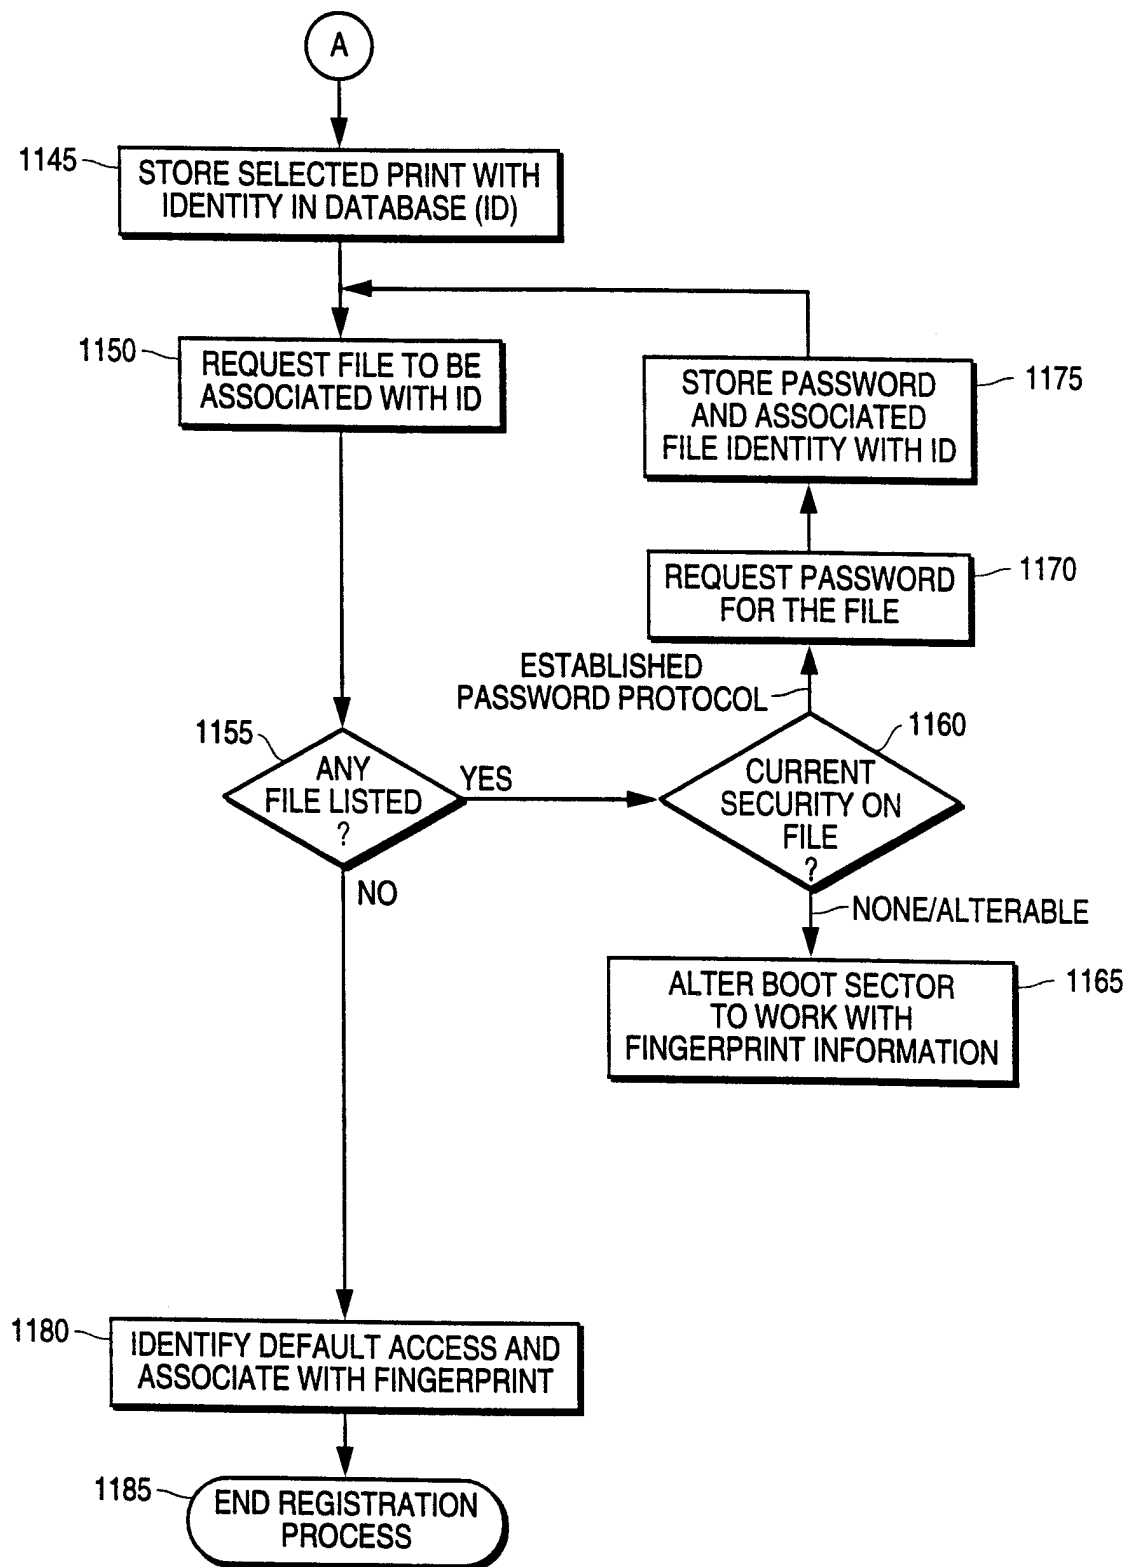 A
1145
STORE SELECTED PRINT WITH
IDENTITY IN DATABASE (ID)
1150
REQUEST FILE TO BE
ASSOCIATED WITH ID
STORE PASSWORD
AND ASSOCIATED
FILE IDENTITY WITH ID
1175
REQUEST PASSWORD
FOR THE FILE
1170
ESTABLISHED
PASSWORD PROTOCOL
1155
ANY
FILE LISTED
?
YES
NO
1160
CURRENT
SECURITY ON
FILE
?
NONE/ALTERABLE
ALTER BOOT SECTOR
TO WORK WITH
FINGERPRINT INFORMATION
1165
1180
IDENTIFY DEFAULT ACCESS AND
ASSOCIATE WITH FINGERPRINT
1185
END REGISTRATION
PROCESS